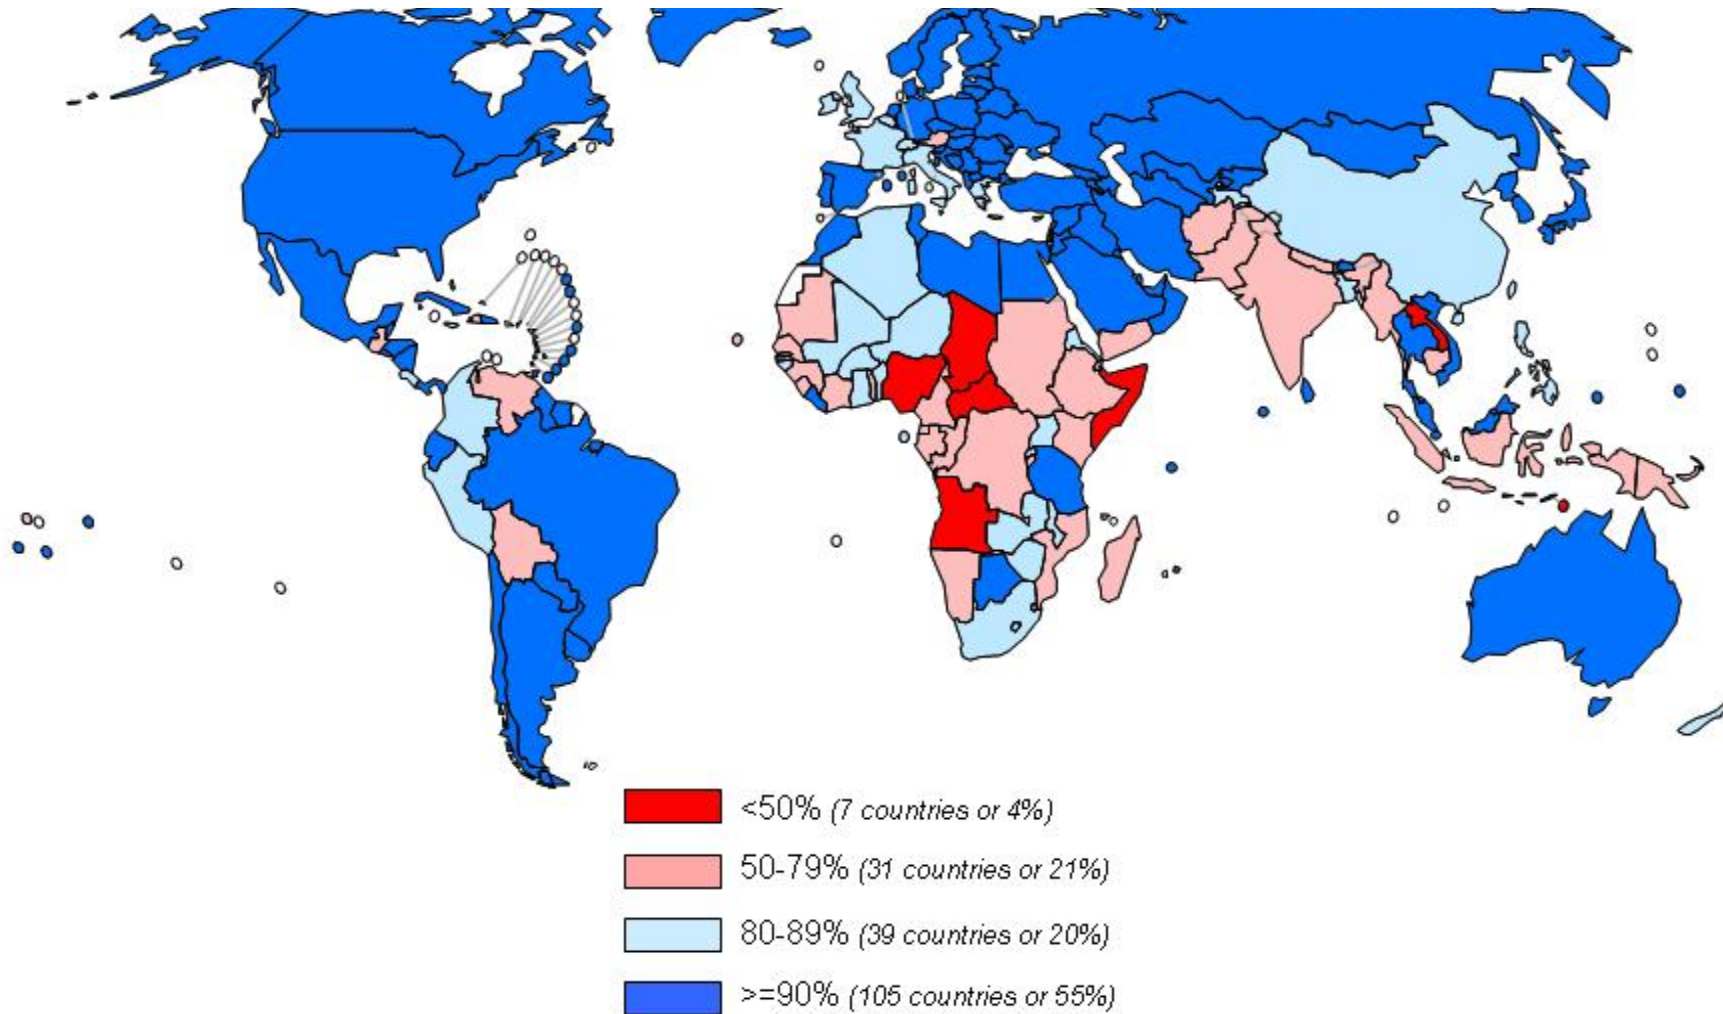 <50% (7 countries or 4%)
50-79% (31 countries or 21%)
80-89% (39 countries or 20%)
>=90% (105 countries or 55%)